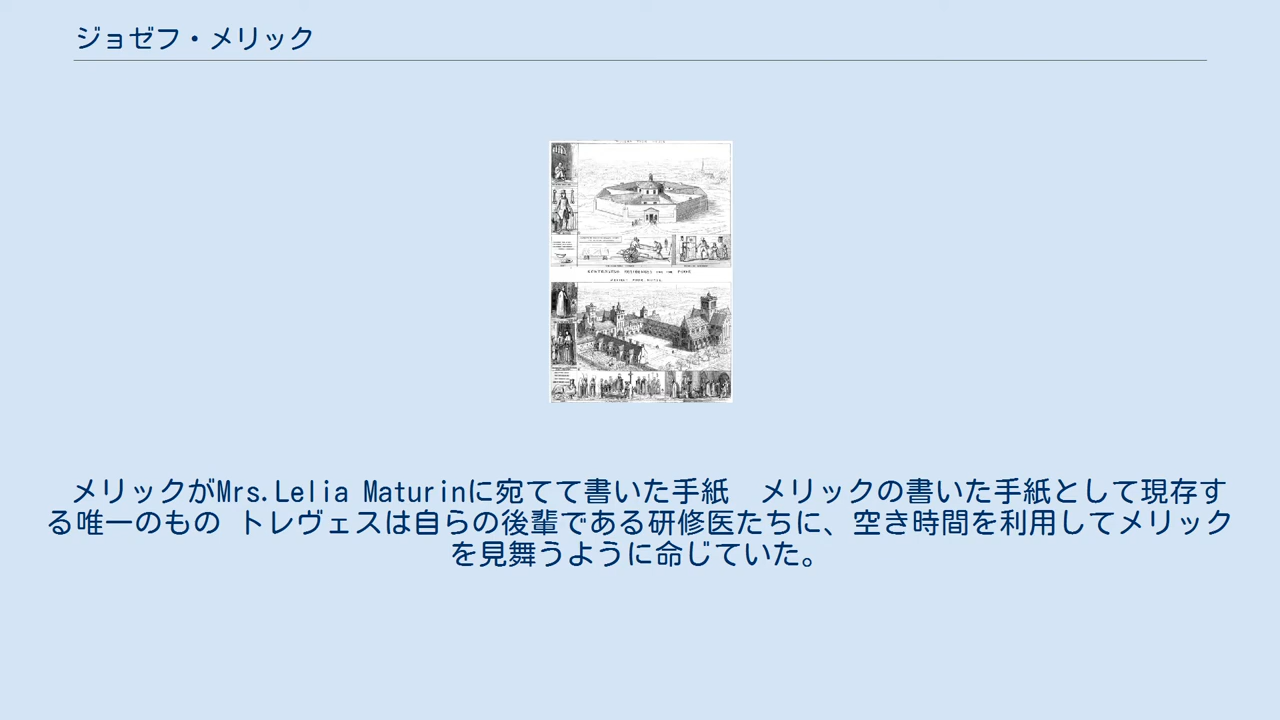 ジョゼフ・メリック
CONTRASTED RESIDENCES FOR THE POOR
メリックがMrs.Lelia Maturinに宛てて書いた手紙　メリックの書いた手紙として現存す
る唯一のもの トレヴェスは自らの後輩である研修医たちに、空き時間を利用してメリック
を見舞うように命じていた。